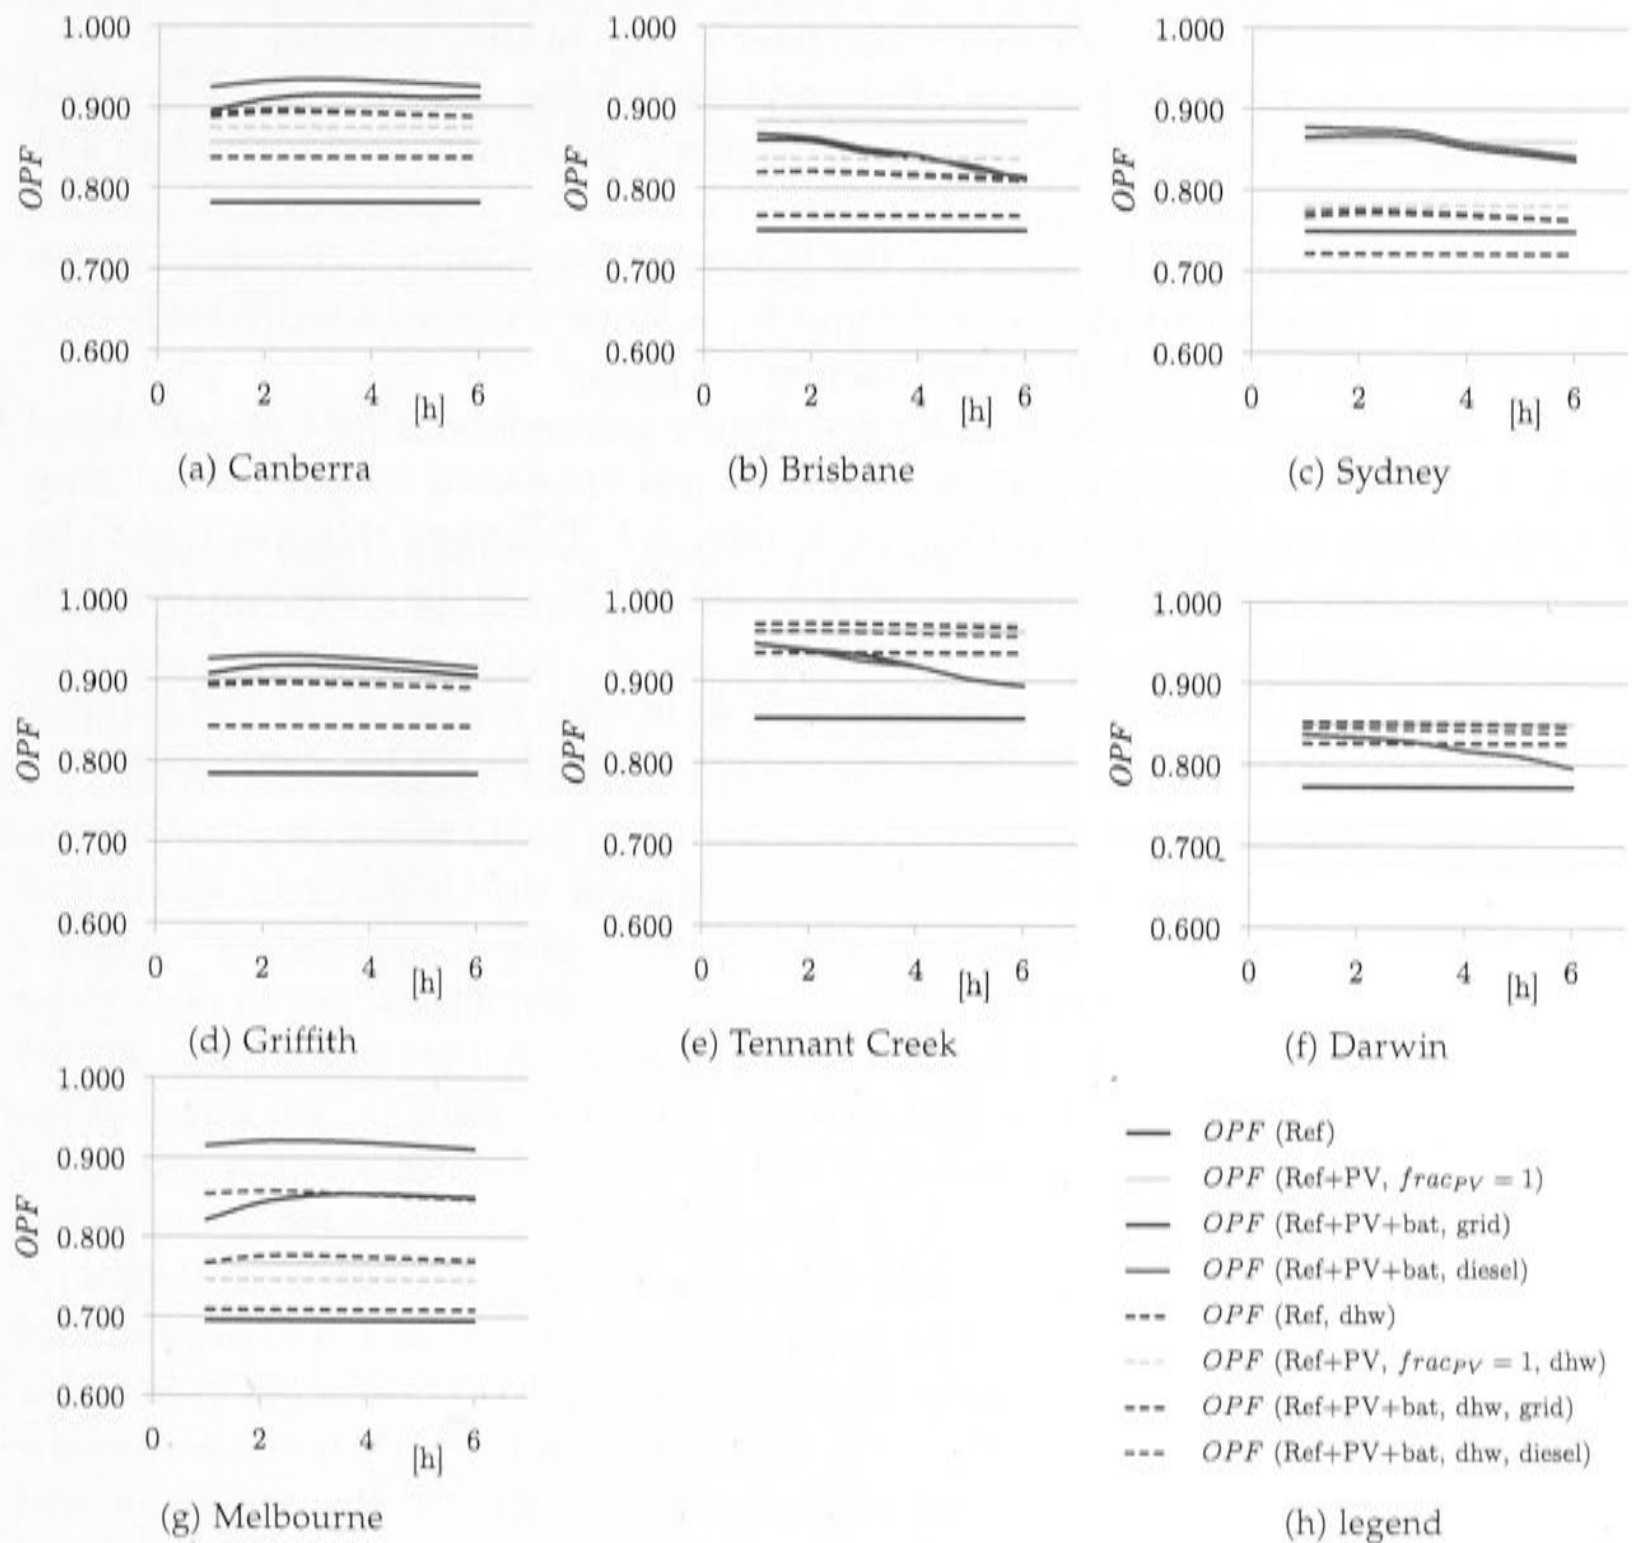 1.000
0.900
0.800
0.700
0.600
OPF
0
2
4
6
[h]
(a) Canberra
1.000
0.900
0.800
0.700
0.600
OPF
0
2
4
6
[h]
(b) Brisbane
1.000
0.900
0.800
0.700
0.600
OPF
0
2
4
6
[h]
(c) Sydney
1.000
0.900
0.800
0.700
0.600
OPF
0
2
4
6
[h]
(d) Griffith
1.000
0.900
0.800
0.700
0.600
OPF
0
2
4
6
[h]
(e) Tennant Creek
1.000
0.900
0.800
0.700
0.600
OPF
0
2
4
6
[h]
(f) Darwin
1.000
0.900
0.800
0.700
0.600
OPF
0
2
4
6
[h]
(g) Melbourne
OPF (Ref)
OPF (Ref+PV, fracPV = 1)
OPF (Ref+PV+bat, grid)
OPF (Ref+PV+bat, diesel)
OPF (Ref, dhw)
OPF (Ref+PV, fracPV = 1, dhw)
OPF (Ref+PV+bat, dhw, grid)
OPF (Ref+PV+bat, dhw, diesel)
(h) legend